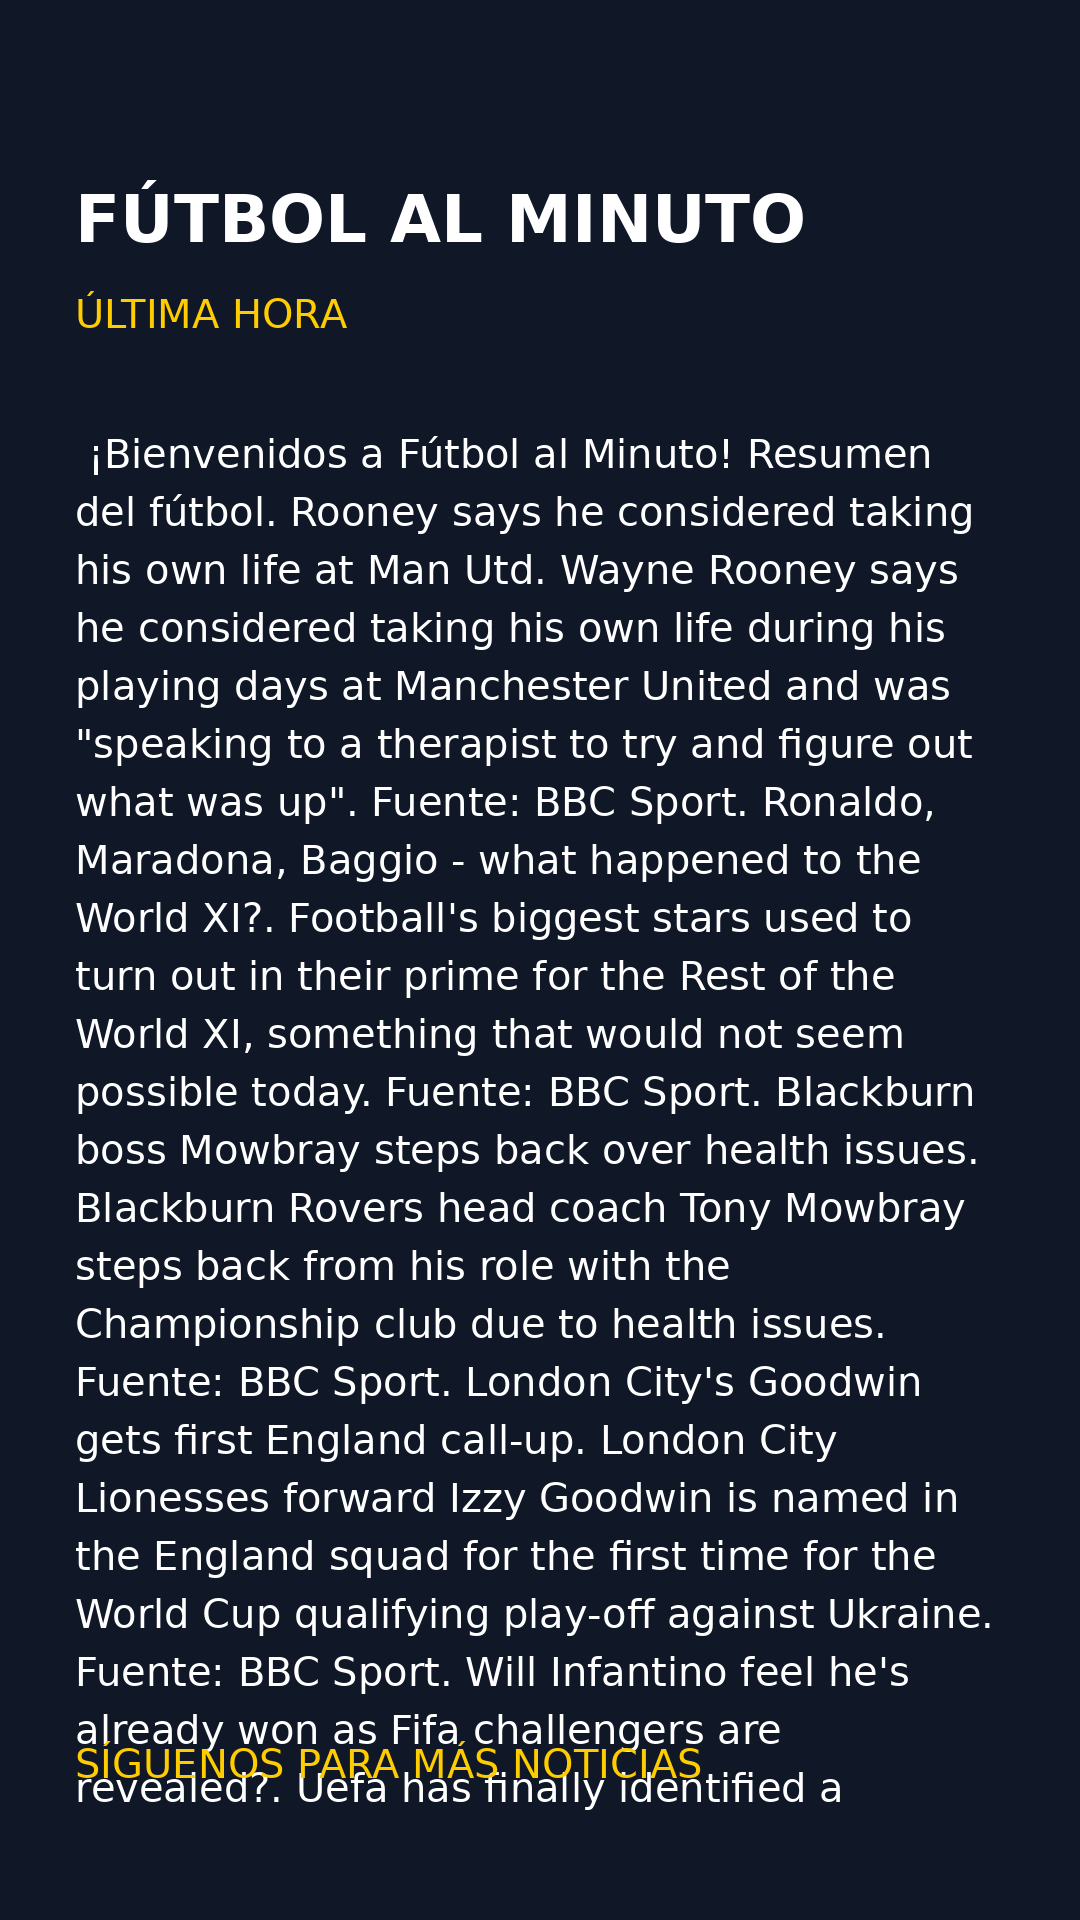 FÚTBOL AL MINUTO
ÚLTIMA HORA
¡Bienvenidos a Fútbol al Minuto! Resumen
del fútbol. Rooney says he considered taking
his own life at Man Utd. Wayne Rooney says
he considered taking his own life during his
playing days at Manchester United and was
"speaking to a therapist to try and figure out
what was up". Fuente: BBC Sport. Ronaldo,
Maradona, Baggio - what happened to the
World XI?. Football's biggest stars used to
turn out in their prime for the Rest of the
World XI, something that would not seem
possible today. Fuente: BBC Sport. Blackburn
boss Mowbray steps back over health issues.
Blackburn Rovers head coach Tony Mowbray
steps back from his role with the
Championship club due to health issues.
Fuente: BBC Sport. London City's Goodwin
gets first England call-up. London City
Lionesses forward Izzy Goodwin is named in
the England squad for the first time for the
World Cup qualifying play-off against Ukraine.
Fuente: BBC Sport. Will Infantino feel he's
already won as Fifa challengers are
SÍGUENOS PARA MÁS NOTICIAS
revealed?. Uefa has finally identified a